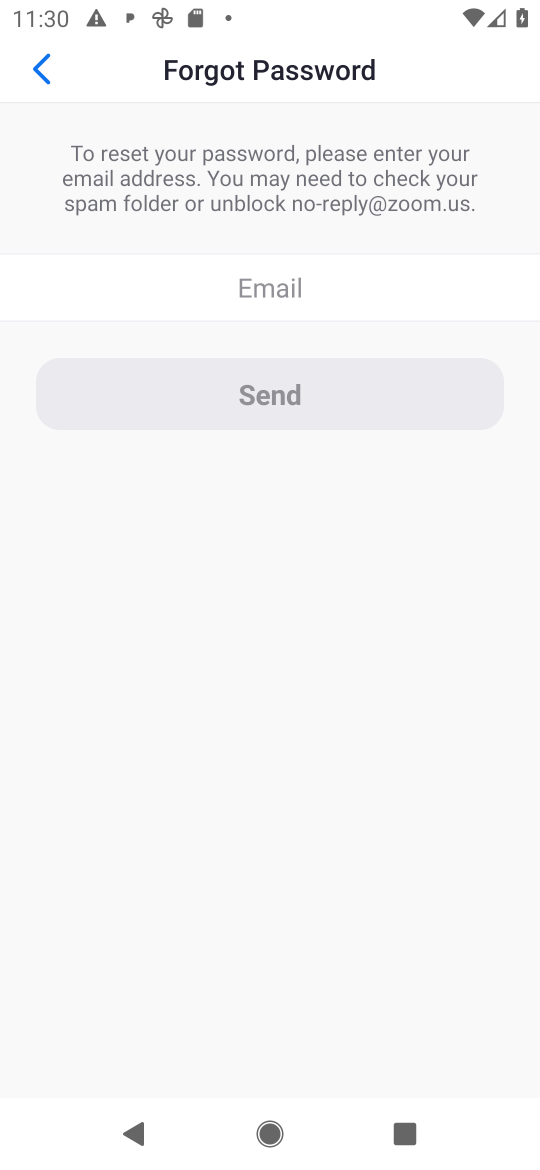 11:30
Forgot Password
To reset your password, please enter your
email address. You may need to check your
spam folder or unblock no-reply@zoom.us.
Email
Send